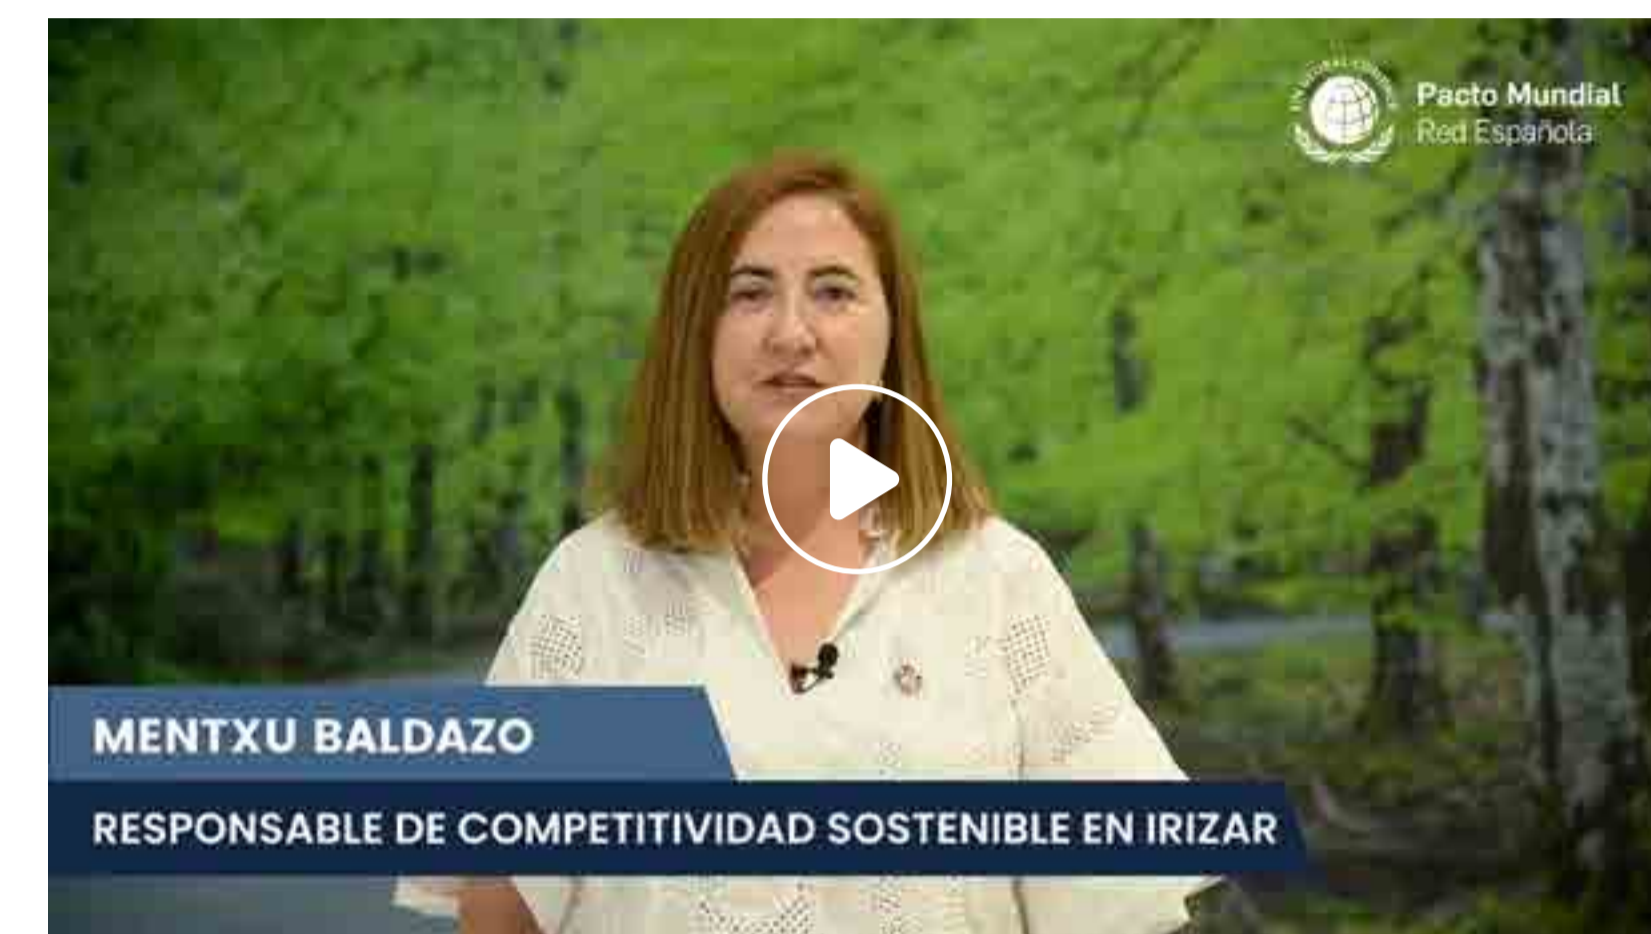 Pacto Mundial
Red Española
MENTXU BALDAZO
RESPONSABLE DE COMPETITIVIDAD SOSTENIBLE EN IRIZAR